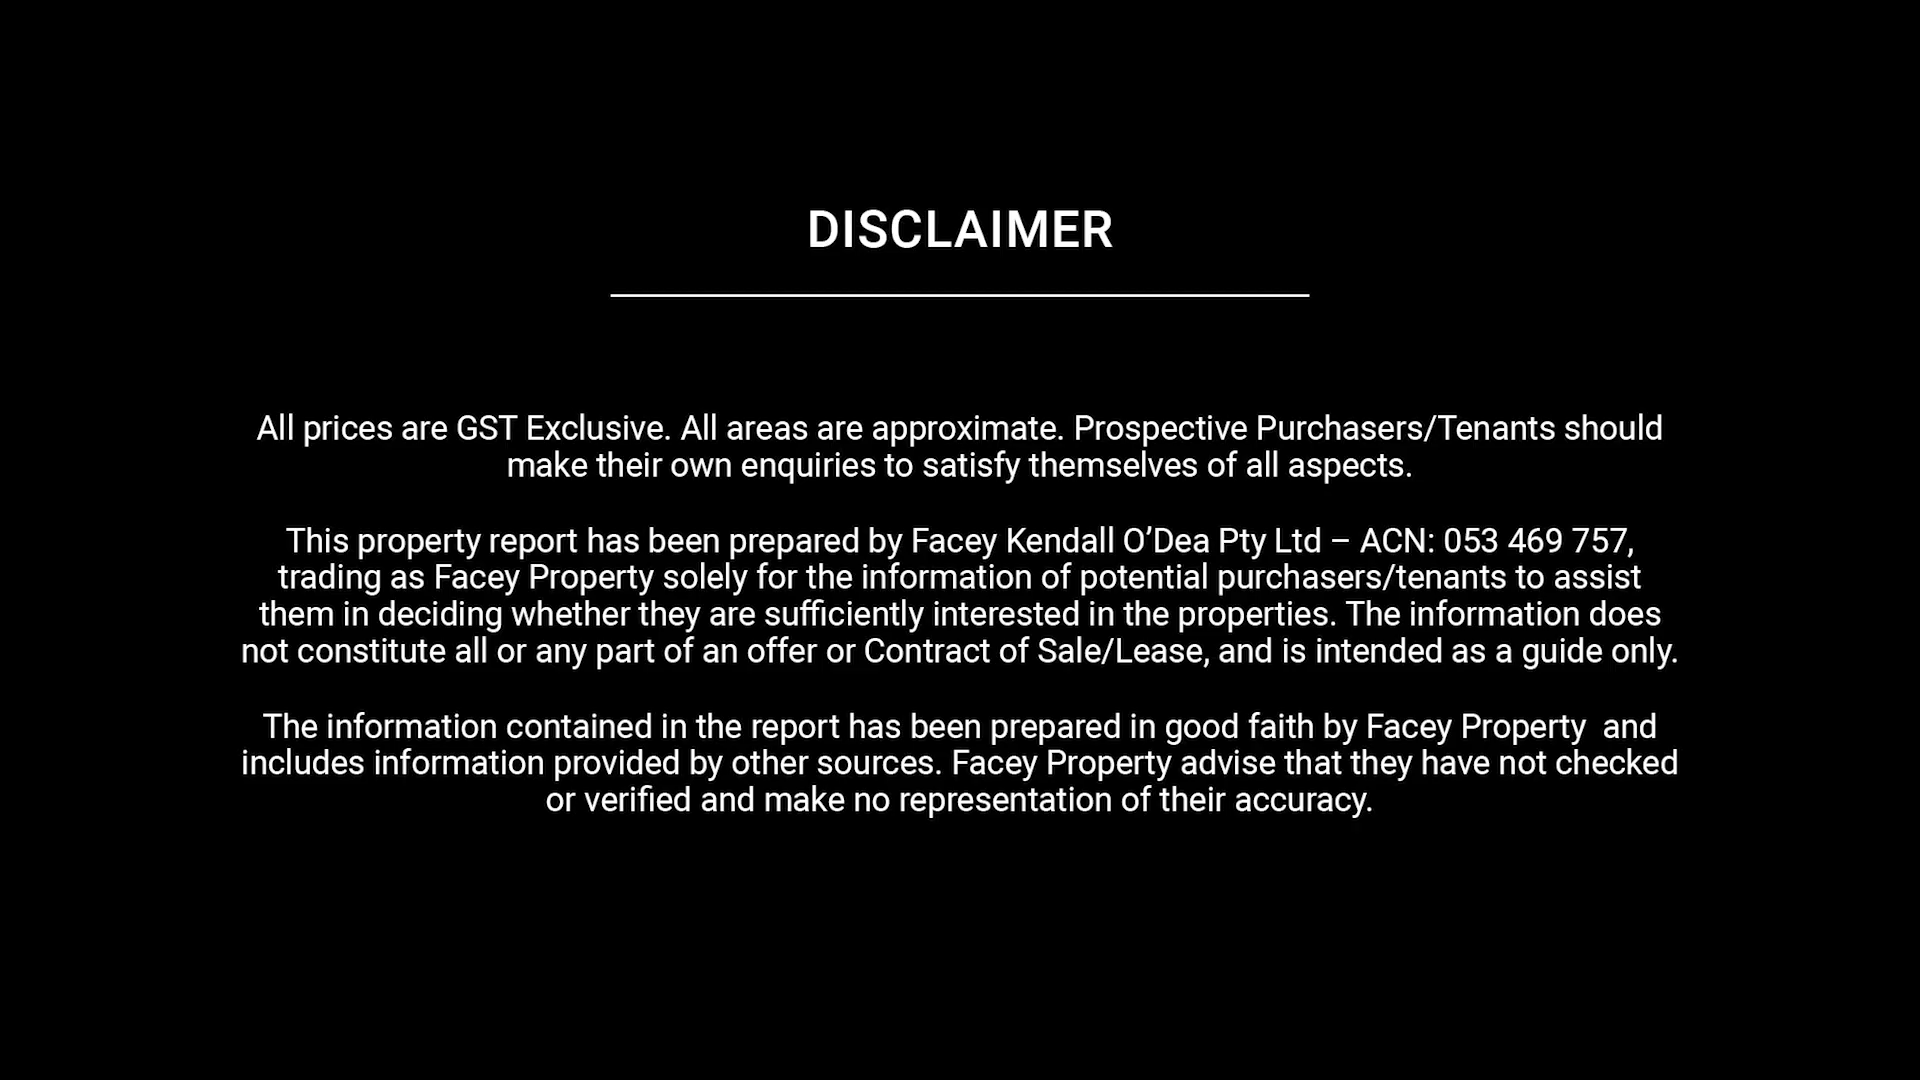 DISCLAIMER
All prices are GST Exclusive. All areas are approximate. Prospective Purchasers/Tenants should
make their own enquiries to satisfy themselves of all aspects.
This property report has been prepared by Facey Kendall O’Dea Pty Ltd – ACN: 053 469 757,
trading as Facey Property solely for the information of potential purchasers/tenants to assist
them in deciding whether they are sufficiently interested in the properties. The information does
not constitute all or any part of an offer or Contract of Sale/Lease, and is intended as a guide only.
The information contained in the report has been prepared in good faith by Facey Property  and
includes information provided by other sources. Facey Property advise that they have not checked
or verified and make no representation of their accuracy.